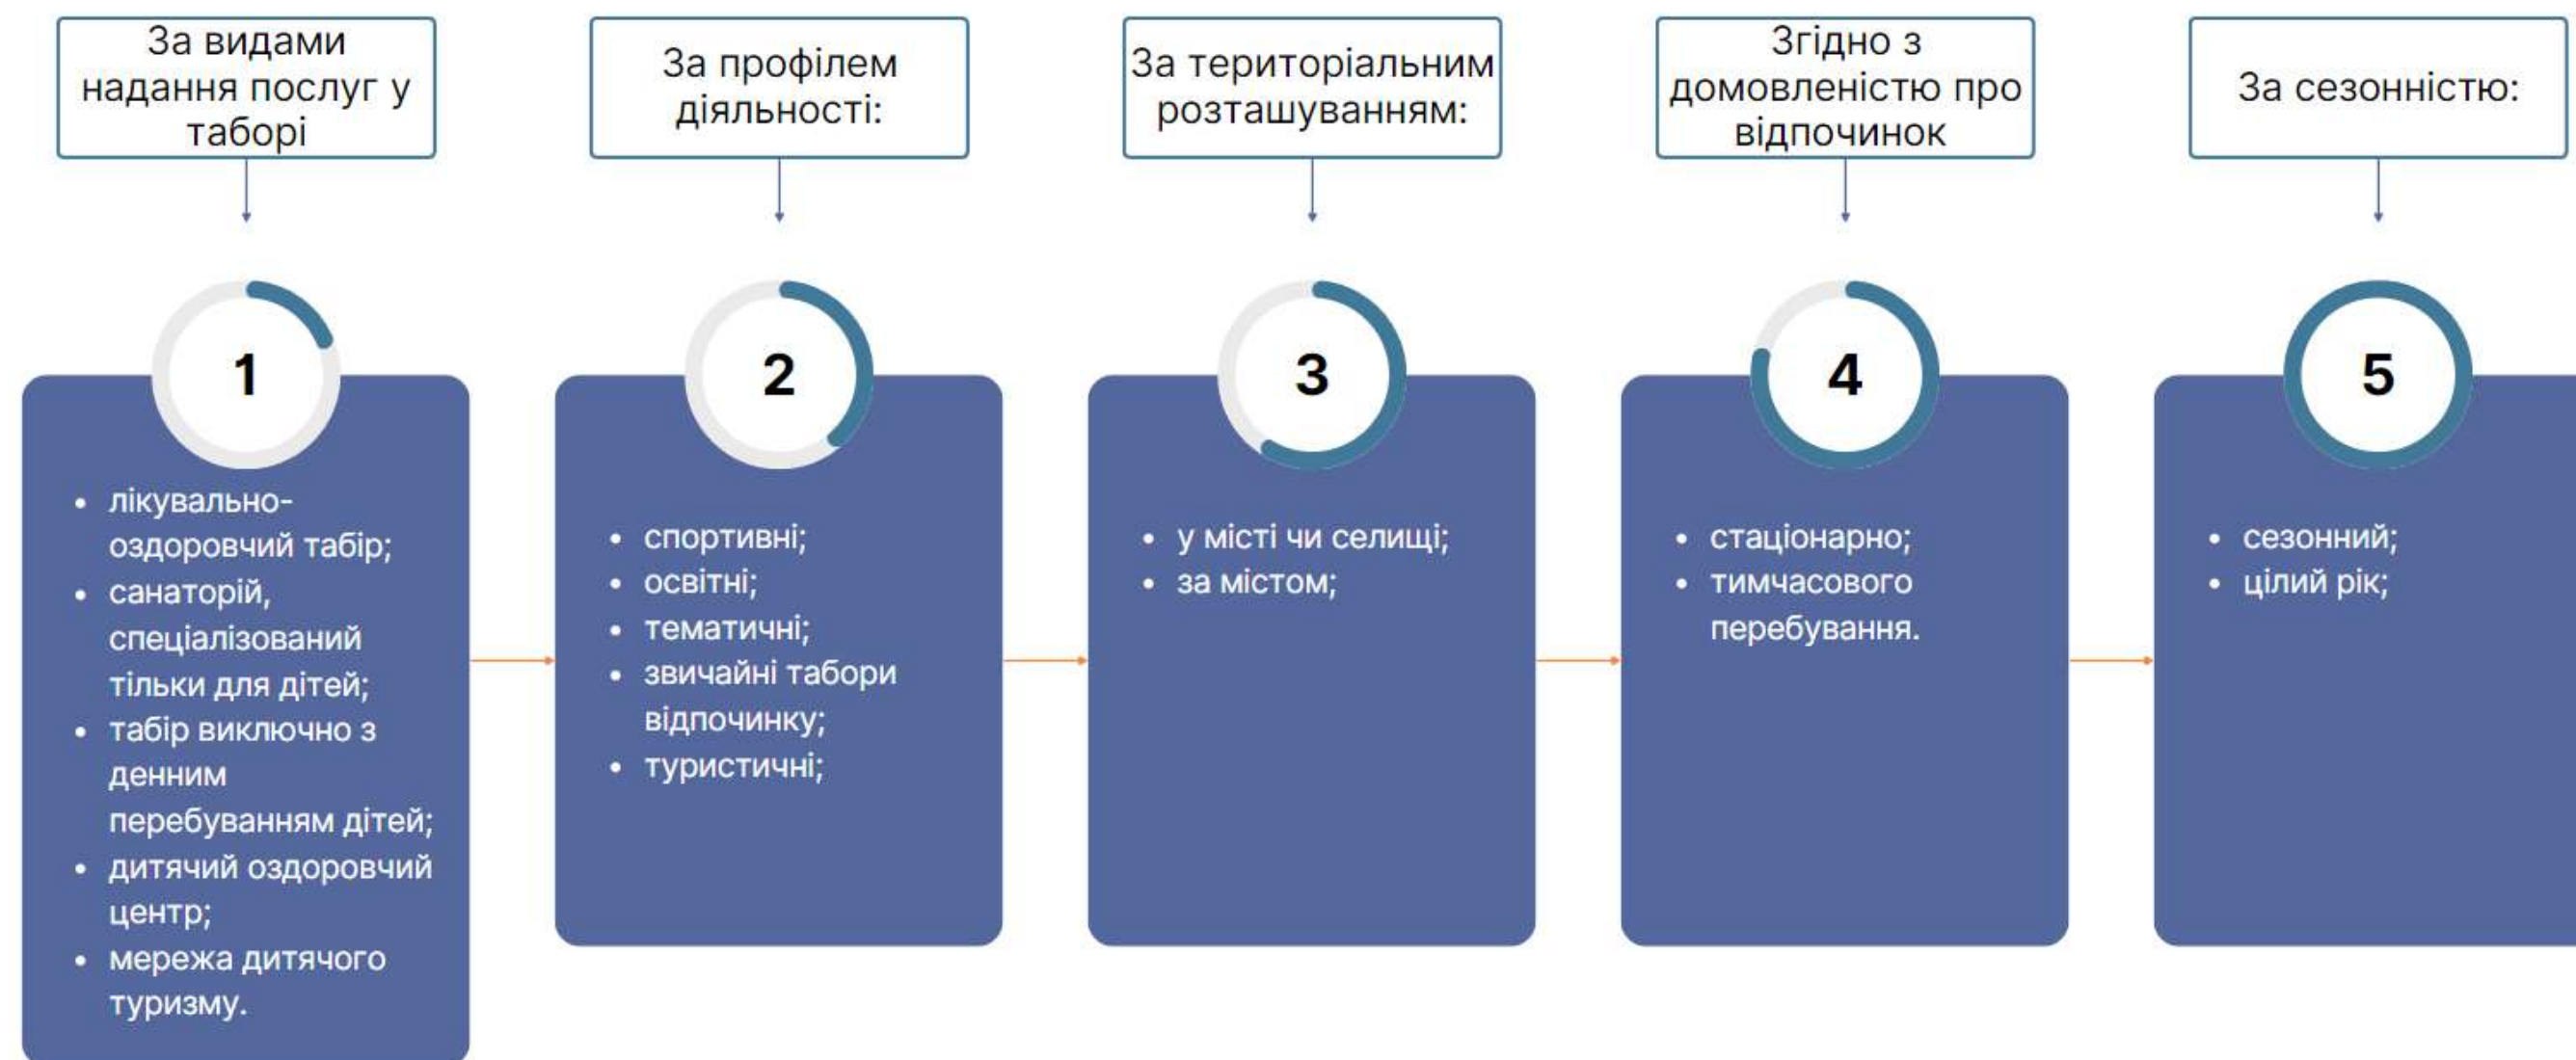 За видами
надання послуг у
таборі
За профілем
діяльності:
За територіальним
розташуванням:
Згідно з
домовленістю про
відпочинок
За сезонністю:
1
• лікувально-
оздоровчий табір;
• санаторій,
спеціалізований
тільки для дітей;
• табір виключно з
денним
перебуванням дітей;
• дитячий оздоровчий
центр;
• мережа дитячого
туризму.
2
• спортивні;
• освітні;
• тематичні;
• звичайні табори
відпочинку;
• туристичні;
3
• у місті чи селищі;
• за містом;
4
• стаціонарно;
• тимчасового
перебування.
5
• сезонний;
• цілий рік;